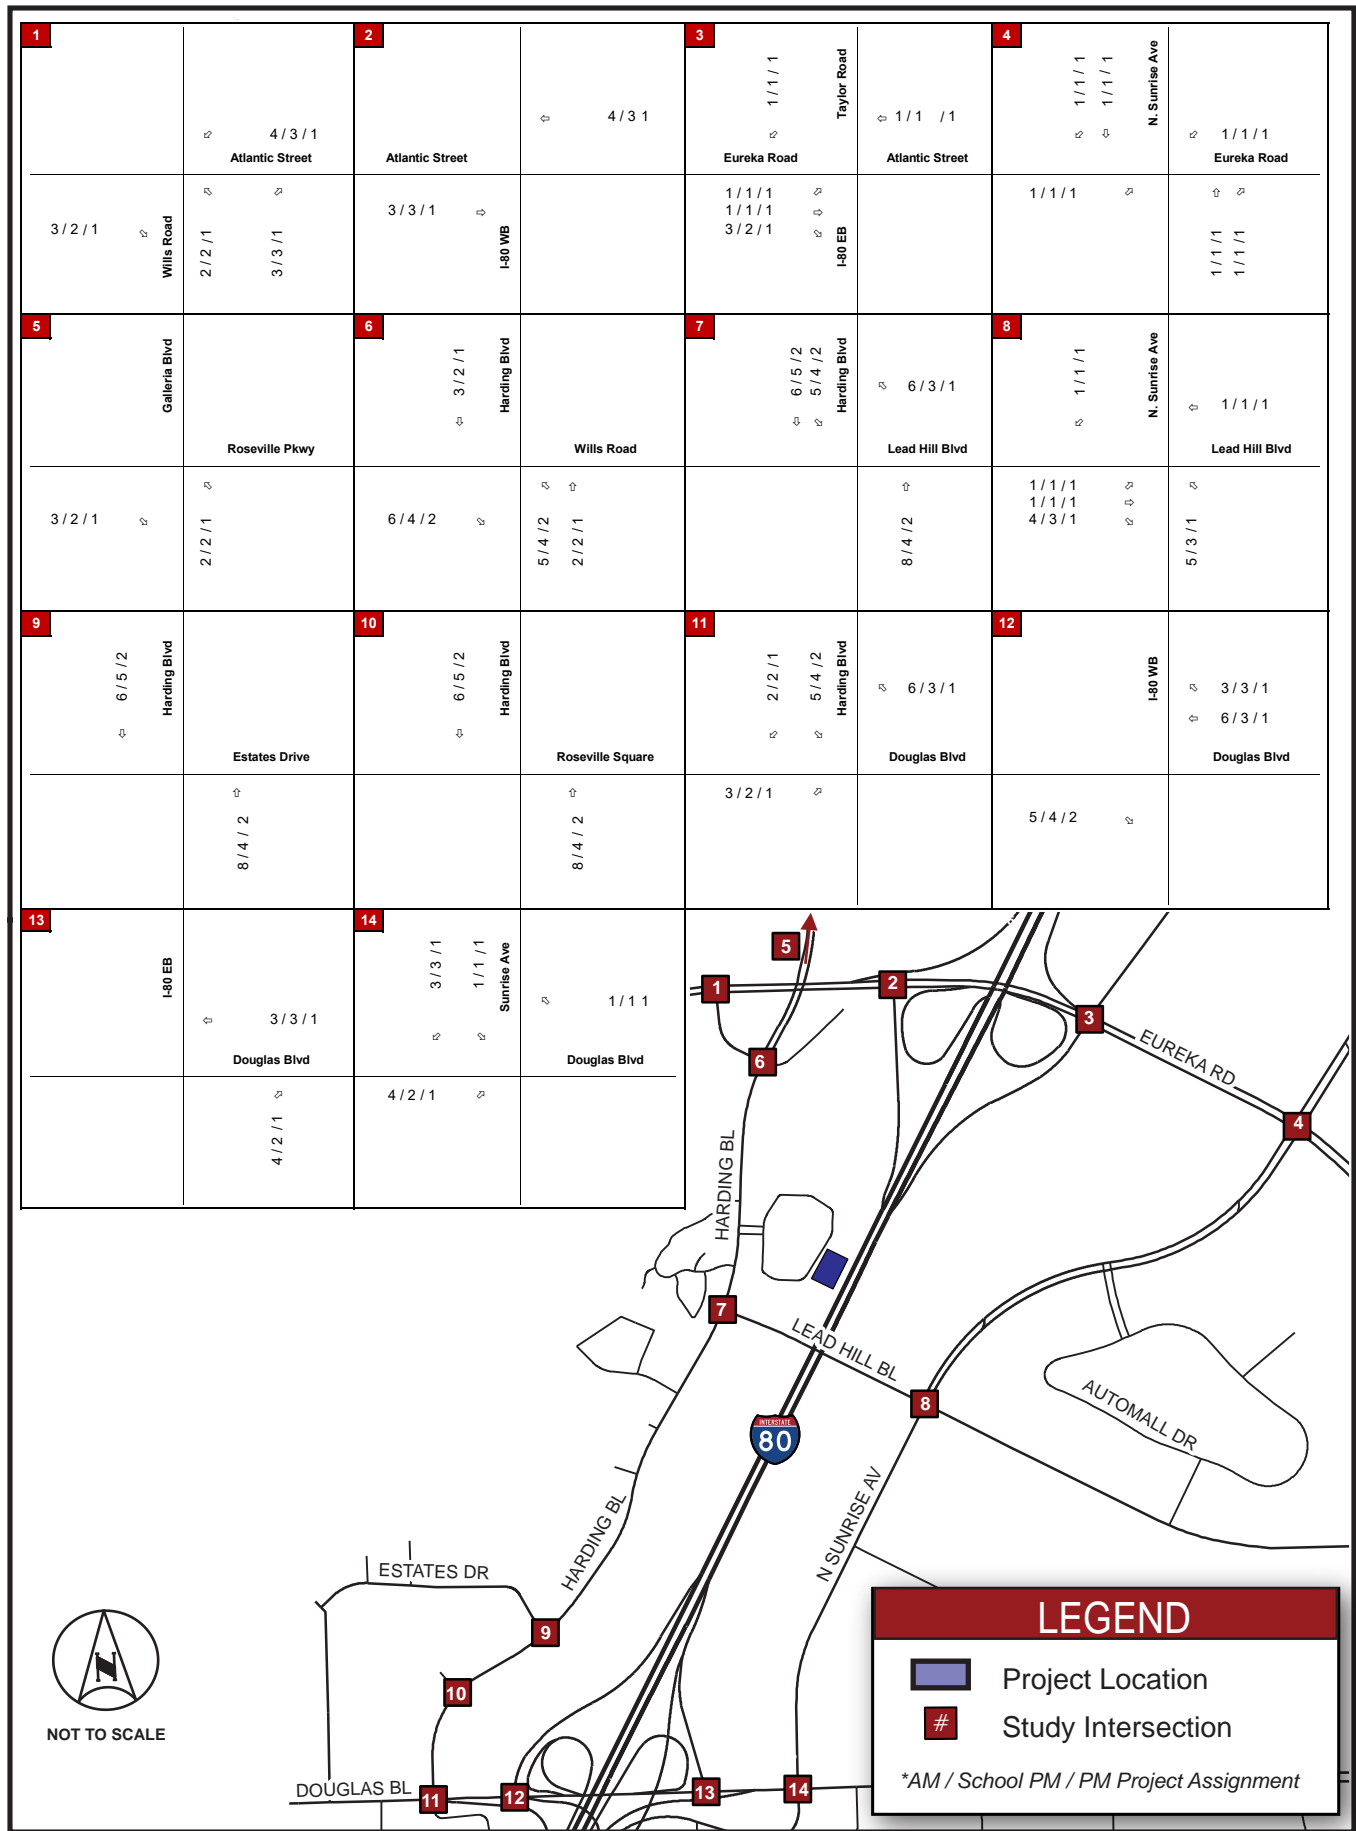 1
4 / 3 / 1
Atlantic Street
3 / 2 / 1
Wills Road
2 / 2 / 1
3 / 3 / 1
2
4 / 3 1
Atlantic Street
3 / 3 / 1
I-80 WB
3
1 / 1 / 1
Taylor Road
1 / 1 / 1
Eureka Road
Atlantic Street
1 / 1 / 1
1 / 1 / 1
3 / 2 / 1
I-80 EB
4
1 / 1 / 1
1 / 1 / 1
N. Sunrise Ave
1 / 1 / 1
Eureka Road
1 / 1 / 1
1 / 1 / 1
1 / 1 / 1
5
Galleria Blvd
Roseville Pkwy
3 / 2 / 1
2 / 2 / 1
6
3 / 2 / 1
Harding Blvd
Wills Road
6 / 4 / 2
5 / 4 / 2
2 / 2 / 1
7
6 / 5 / 2
5 / 4 / 2
Harding Blvd
6 / 3 / 1
Lead Hill Blvd
8 / 4 / 2
8
1 / 1 / 1
N. Sunrise Ave
1 / 1 / 1
Lead Hill Blvd
1 / 1 / 1
1 / 1 / 1
4 / 3 / 1
5 / 3 / 1
9
6 / 5 / 2
Harding Blvd
Estates Drive
8 / 4 / 2
10
6 / 5 / 2
Harding Blvd
Roseville Square
8 / 4 / 2
11
2 / 2 / 1
5 / 4 / 2
Harding Blvd
6 / 3 / 1
Douglas Blvd
3 / 2 / 1
12
I-80 WB
3 / 3 / 1
6 / 3 / 1
Douglas Blvd
5 / 4 / 2
13
I-80 EB
3 / 3 / 1
Douglas Blvd
4 / 2 / 1
14
3 / 3 / 1
1 / 1 / 1
Sunrise Ave
1 / 1 1
Douglas Blvd
4 / 2 / 1
5
1
2
3
6
EUREKA RD
4
HARDING BL
7
LEAD HILL BL
8
AUTOMALL DR
INTERSTATE
80
HARDING BL
N SUNRISE AV
ESTATES DR
9
10
DOUGLAS BL
11
12
13
14
N
NOT TO SCALE
LEGEND
Project Location
# Study Intersection
*AM / School PM / PM Project Assignment